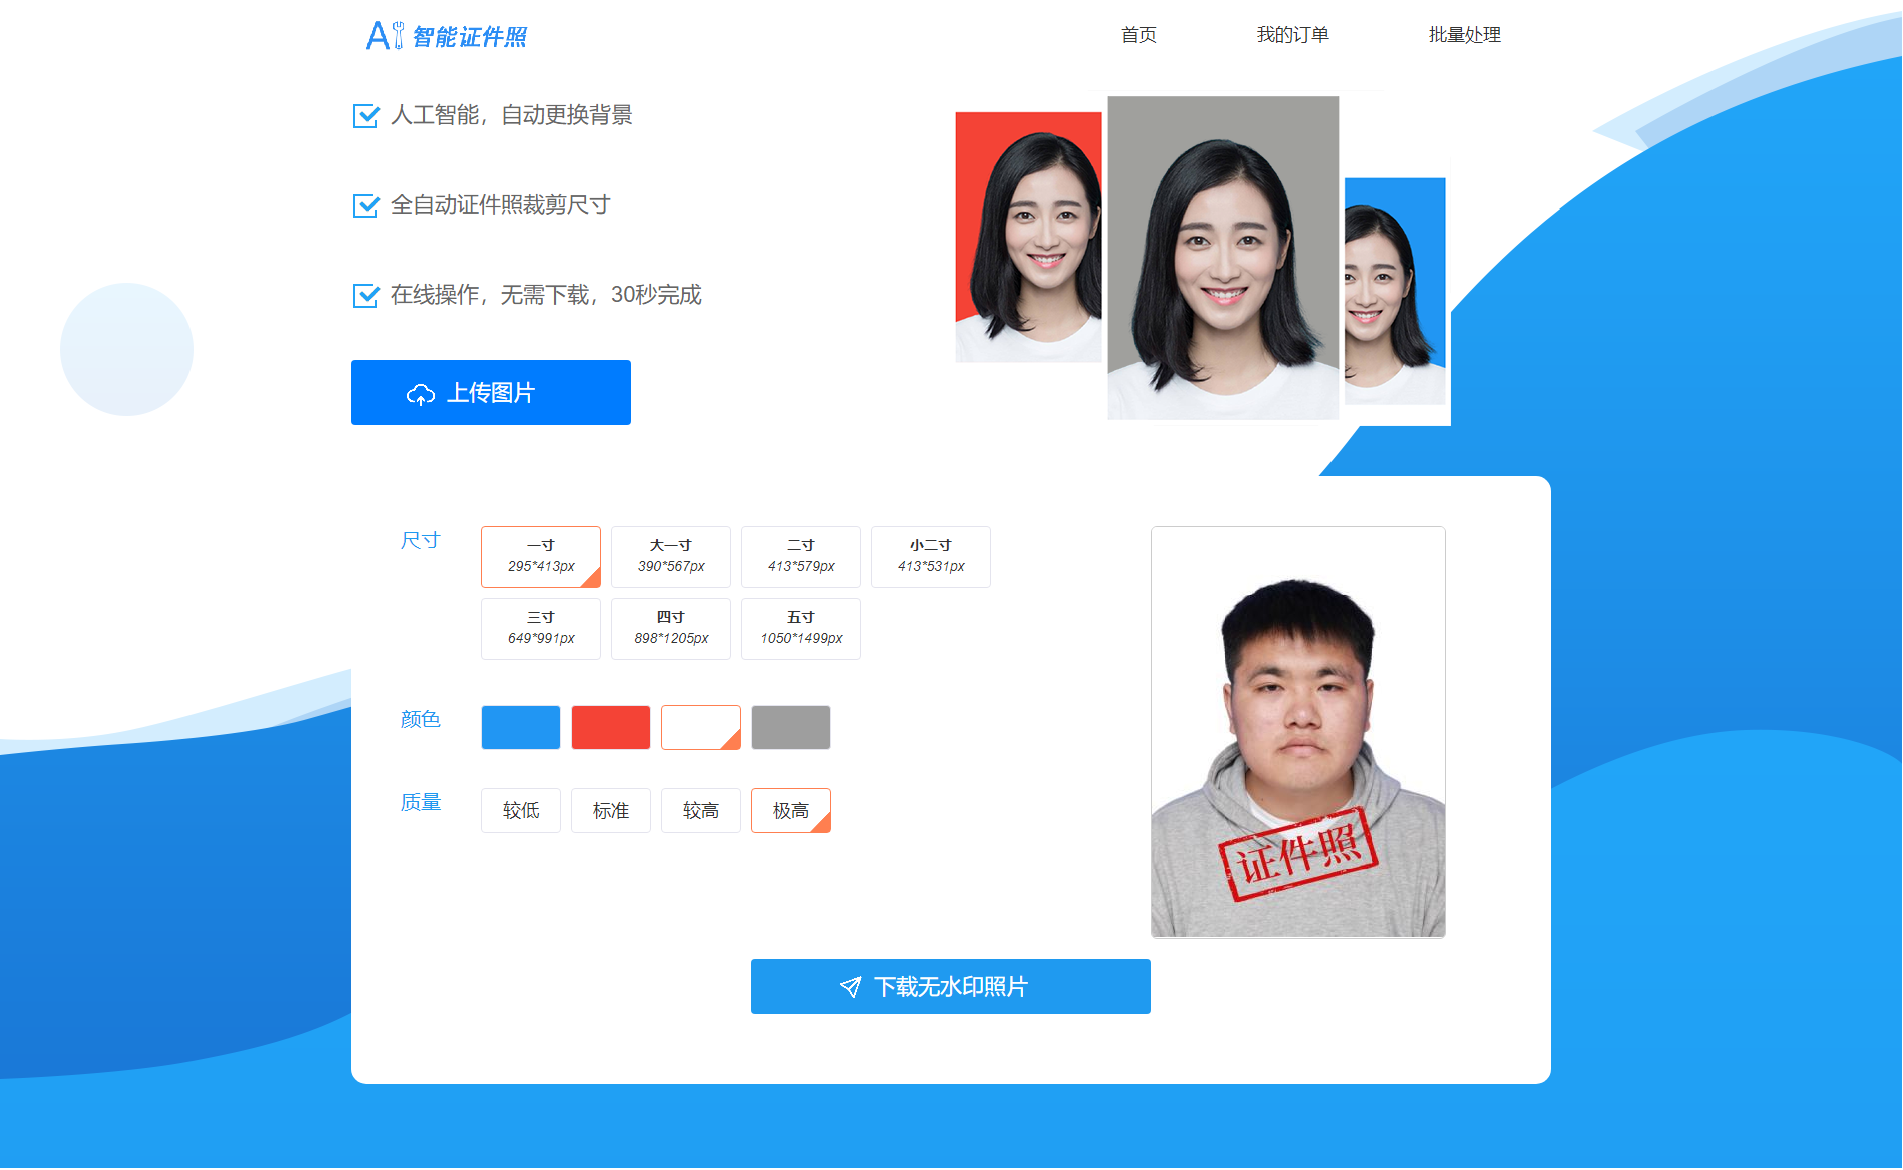 AI 智能证件照
首页 我的订单 批量处理
人工智能，自动更换背景
全自动证件照裁剪尺寸
在线操作，无需下载，30秒完成
上传图片
尺寸
一寸 大一寸 二寸 小二寸
295*413px 390*567px 413*579px 413*531px
三寸 四寸 五寸
649*991px 898*1205px 1050*1499px
颜色
质量 较低 标准 较高 极高
证件照
下载无水印照片